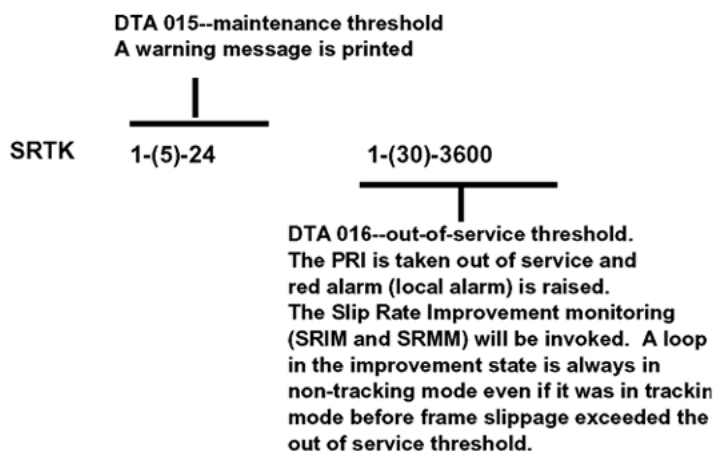 DTA 015--maintenance threshold
A warning message is printed
SRTK 1-(5)-24 1-(30)-3600
DTA 016--out-of-service threshold.
The PRI is taken out of service and
red alarm (local alarm) is raised.
The Slip Rate Improvement monitoring
(SRIM and SRMM) will be invoked. A loop
in the improvement state is always in
non-tracking mode even if it was in trackin
mode before frame slippage exceeded the
out of service threshold.